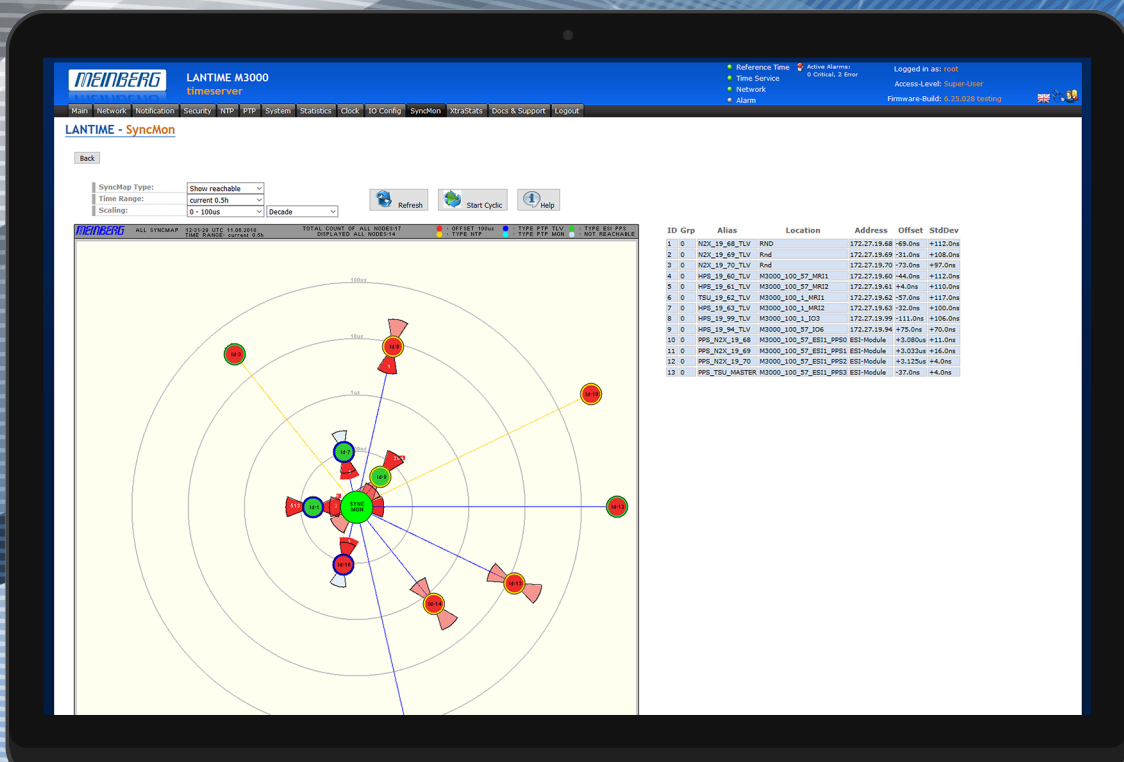 MEINBERG
LANTIME M3000
timeserver
Reference Time
Time Service
Network
Alarm
Active Alarms:
0 Critical, 2 Error
Logged in as: root
Access-Level: Super-User
Firmware-Build: 6.25.028 testing
Main Network Notification Security NTP PTP System Statistics Clock IO Config SyncMon XtraStats Docs & Support Logout
LANTIME - SyncMon
Back
SyncMap Type: Show reachable
Time Range: current 0.5h
Scaling: 0 - 100us Decade
Refresh
Start Cyclic
Help
MEINBERG ALL SYNCMAP
TIME RANGE: current 0.5h
TOTAL COUNT OF ALL NODES:17
DISPLAYED ALL NODES:14
: OFFSET 100us : TYPE PTP TLV : TYPE ESI PPS
: TYPE NTP : TYPE PTP MON : NOT REACHABLE
100us
10us
1us
Id-7
Id-9
Id-1
SYNC
MON
Id-12
Id-14
ID Grp Alias Location Address Offset StdDev
1 0 N2X_19_68_TLV RND 172.27.19.68 -69.0ns +112.0ns
2 0 N2X_19_69_TLV Rnd 172.27.19.69 -31.0ns +108.0ns
3 0 N2X_19_70_TLV Rnd 172.27.19.70 -73.0ns +97.0ns
4 0 HPS_19_60_TLV M3000_100_57_MRI1 172.27.19.60 -44.0ns +112.0ns
5 0 HPS_19_61_TLV M3000_100_57_MRI2 172.27.19.61 +4.0ns +110.0ns
6 0 TSU_19_62_TLV M3000_100_1_MRI1 172.27.19.62 -57.0ns +117.0ns
7 0 HPS_19_63_TLV M3000_100_1_MRI2 172.27.19.63 -32.0ns +100.0ns
8 0 HPS_19_99_TLV M3000_100_1_IO3 172.27.19.99 -111.0ns +106.0ns
9 0 HPS_19_94_TLV M3000_100_57_IO6 172.27.19.94 +75.0ns +70.0ns
10 0 PPS_N2X_19_68 M3000_100_57_ESI1_PPS0 ESI-Module +3.080us +11.0ns
11 0 PPS_N2X_19_69 M3000_100_57_ESI1_PPS1 ESI-Module +3.033us +16.0ns
12 0 PPS_N2X_19_70 M3000_100_57_ESI1_PPS2 ESI-Module +3.125us +4.0ns
13 0 PPS_TSU_MASTER M3000_100_57_ESI1_PPS3 ESI-Module -37.0ns +4.0ns